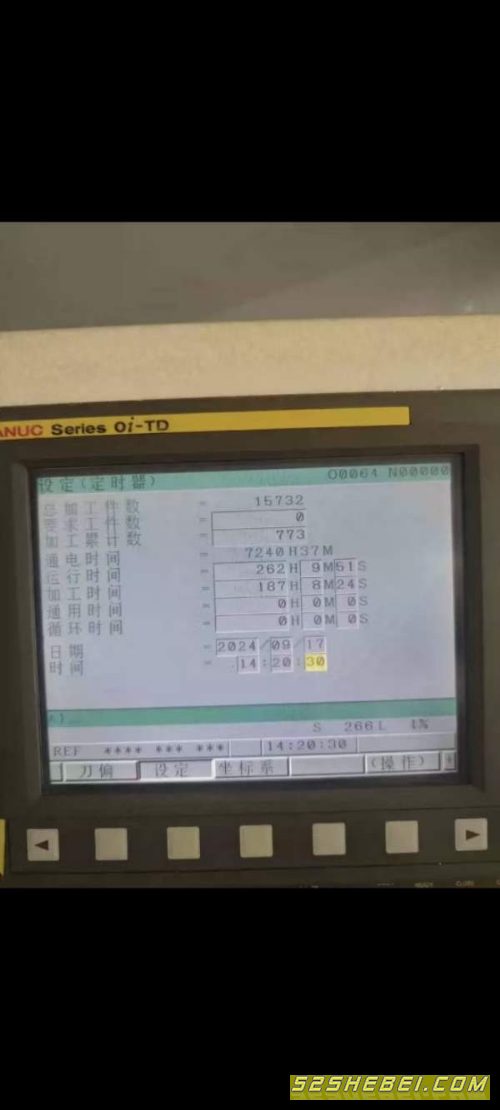 FANUC Series 0i-TD
设定(定时器) O0064 N00000
总加工件数 = 15732
要求工件数 = 0
加工累计数 = 773
通电时间 = 7240H37M
运行时间 = 262H 9M51S
加工时间 = 187H 8M24S
通用时间 = 0H 0M 0S
循环时间 = 0H 0M 0S
日期 = 2024/09/17
时间 = 14:20:30
S 266L 4%
REF **** *** *** 14:20:30
刀偏 设定 坐标系 (操作)
52SHEBEI.COM